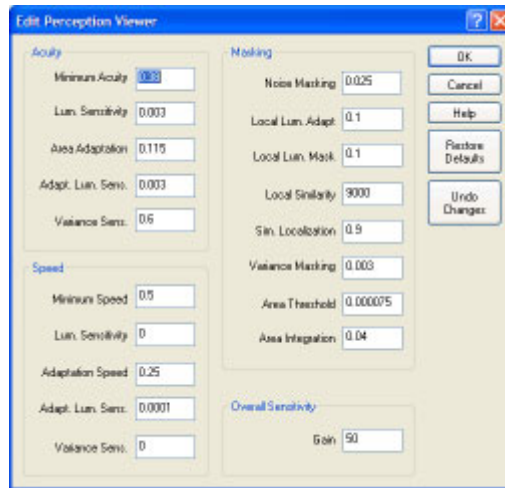 Edit Perception Viewer
Acuity
Minimum Acuity
Lum. Sensitivity 0.003
Area Adaptation 0.115
Adapt. Lum. Sens. 0.003
Variance Sens. 0.6
Speed
Minimum Speed 0.5
Lum. Sensitivity 0
Adaptation Speed 0.25
Adapt. Lum. Sens. 0.0001
Variance Sens. 0
Masking
Noise Masking 0.025
Local Lum. Adapt. 0.1
Local Lum. Mask. 0.1
Local Similarity 9000
Sim. Localization 0.9
Variance Masking 0.003
Area Threshold 0.000075
Area Integration 0.04
Overall Sensitivity
Gain 50
OK
Cancel
Help
Restore
Defaults
Undo
Changes